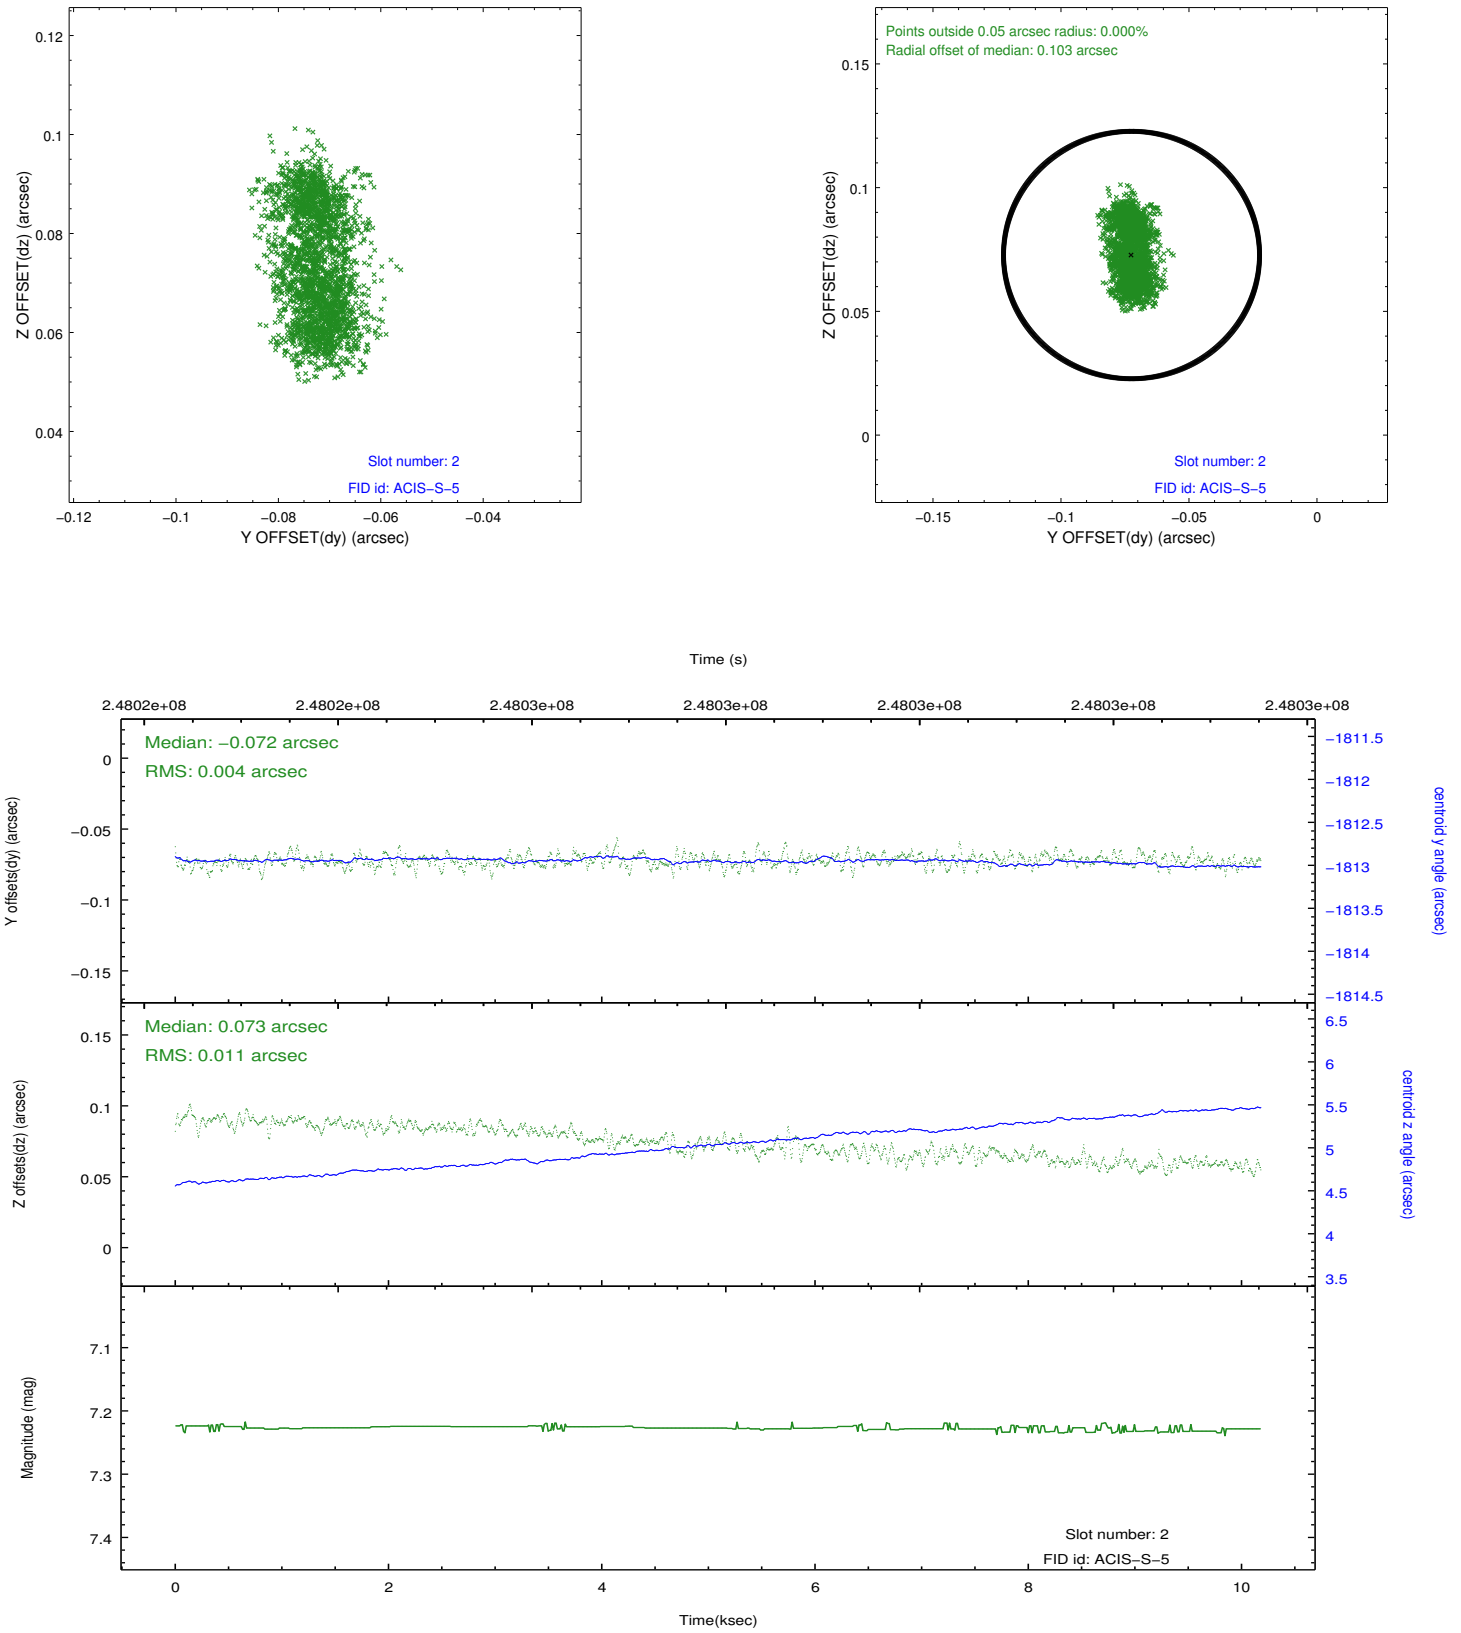 0.12
0.1
0.08
0.06
0.04
Z OFFSET(dz) (arcsec)
Slot number: 2
FID id: ACIS−S−5
−0.12 −0.1 −0.08 −0.06 −0.04
Y OFFSET(dy) (arcsec)
Points outside 0.05 arcsec radius: 0.000%
Radial offset of median: 0.103 arcsec
0.15
0.1
0.05
0
Z OFFSET(dz) (arcsec)
Slot number: 2
FID id: ACIS−S−5
−0.15 −0.1 −0.05 0
Y OFFSET(dy) (arcsec)
Time (s)
2.4802e+08 2.4802e+08 2.4803e+08 2.4803e+08 2.4803e+08 2.4803e+08 2.4803e+08
Median: −0.072 arcsec
RMS: 0.004 arcsec
0
−0.05
−0.1
−0.15
Y offsets(dy) (arcsec)
−1811.5
−1812
−1812.5
−1813
−1813.5
−1814
−1814.5
centroid y angle (arcsec)
Median: 0.073 arcsec
RMS: 0.011 arcsec
0.15
0.1
0.05
0
Z offsets(dz) (arcsec)
6.5
6
5.5
5
4.5
4
3.5
centroid z angle (arcsec)
7.1
7.2
7.3
7.4
Magnitude (mag)
Slot number: 2
FID id: ACIS−S−5
0 2 4 6 8 10
Time(ksec)